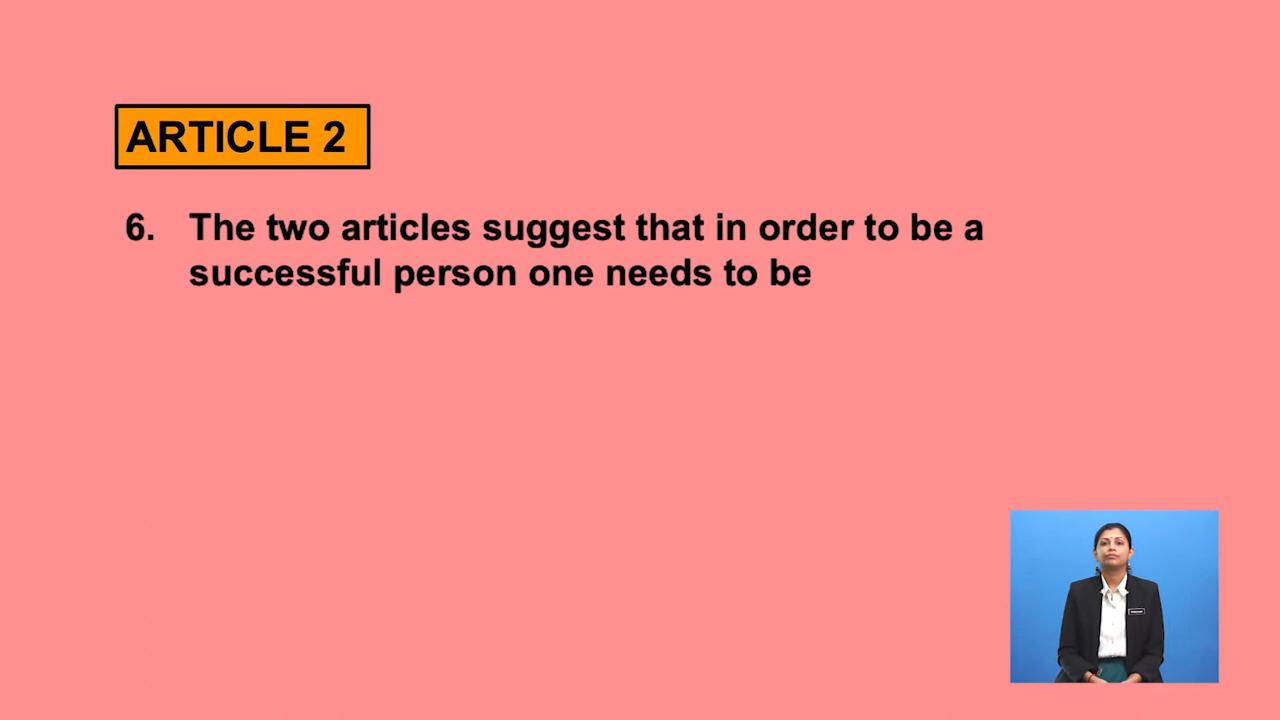 ARTICLE 2
6. The two articles suggest that in order to be a
successful person one needs to be